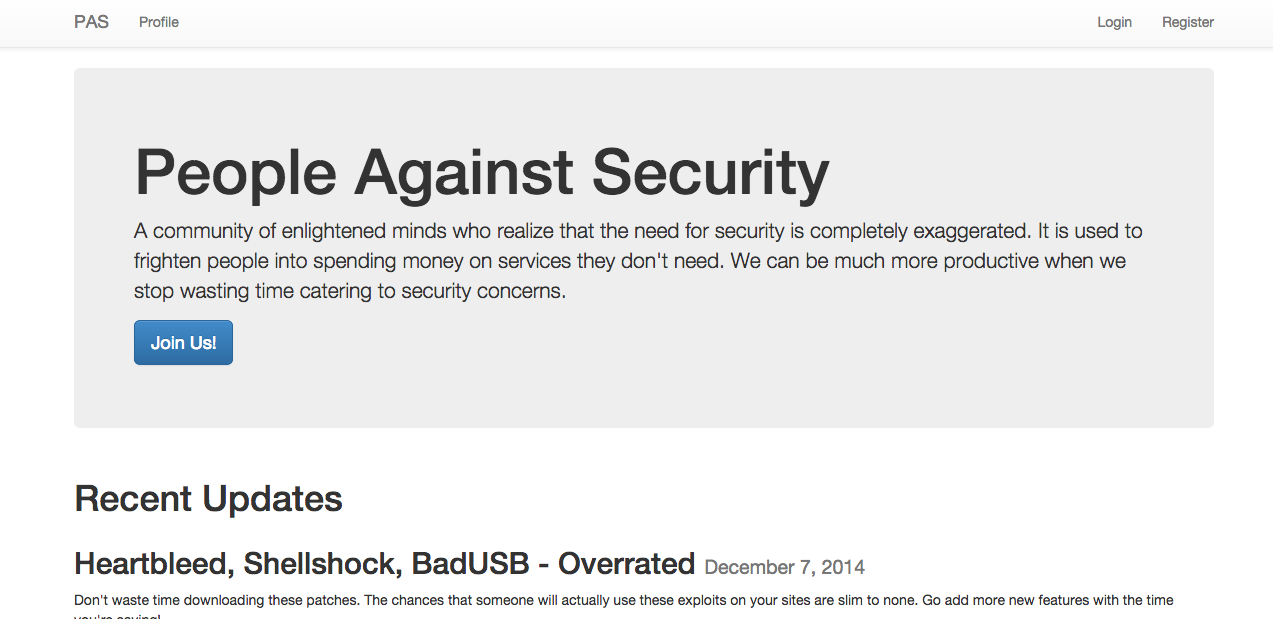 PAS Profile Login Register
People Against Security
A community of enlightened minds who realize that the need for security is completely exaggerated. It is used to
frighten people into spending money on services they don't need. We can be much more productive when we
stop wasting time catering to security concerns.
Join Us!
Recent Updates
Heartbleed, Shellshock, BadUSB - Overrated December 7, 2014
Don't waste time downloading these patches. The chances that someone will actually use these exploits on your sites are slim to none. Go add more new features with the time
you're saving!